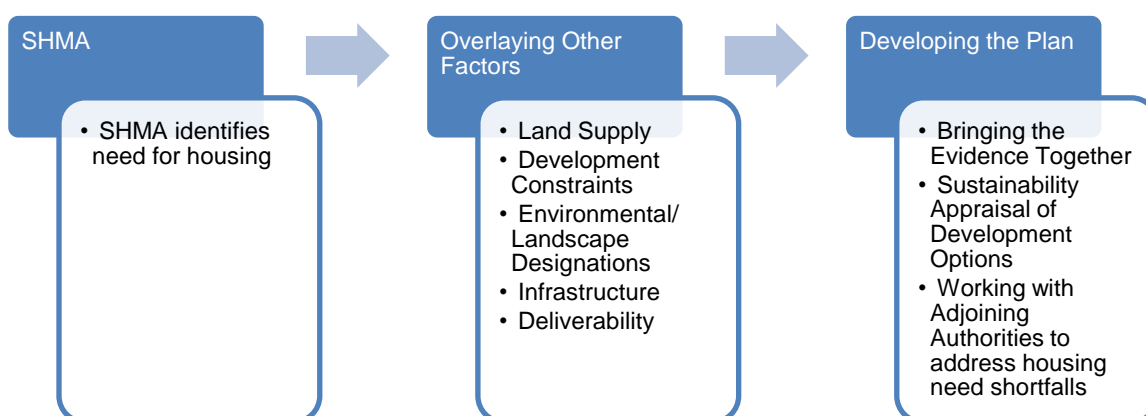 SHMA
• SHMA identifies
need for housing
Overlaying Other
Factors
• Land Supply
• Development
Constraints
• Environmental/
Landscape
Designations
• Infrastructure
• Deliverability
Developing the Plan
• Bringing the
Evidence Together
• Sustainability
Appraisal of
Development
Options
• Working with
Adjoining
Authorities to
address housing
need shortfalls